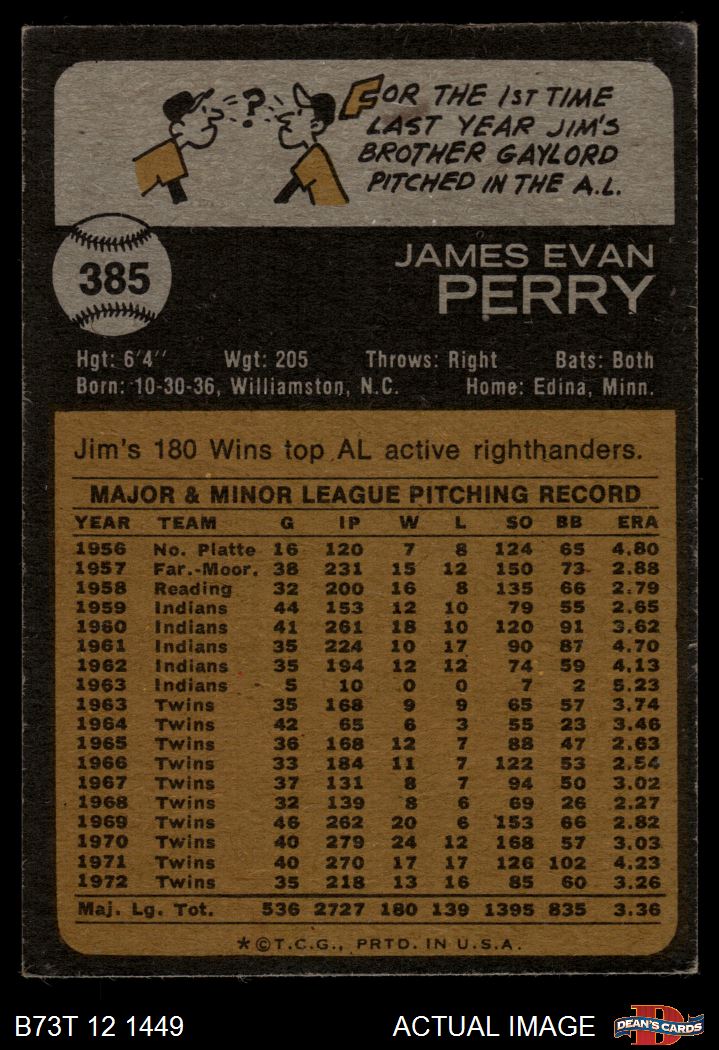 ?
FOR THE 1ST TIME
LAST YEAR JIM'S
BROTHER GAYLORD
PITCHED IN THE A.L.
385
JAMES EVAN
PERRY
Hgt: 6'4" Wgt: 205 Throws: Right Bats: Both
Born: 10-30-36, Williamston, N.C. Home: Edina, Minn.
Jim's 180 Wins top AL active righthanders.
MAJOR & MINOR LEAGUE PITCHING RECORD
YEAR TEAM G IP W L SO BB ERA
1956 No. Platte 16 120 7 8 124 65 4.80
1957 Far.-Moor. 38 231 15 12 150 73 2.88
1958 Reading 32 200 16 8 135 66 2.79
1959 Indians 44 153 12 10 79 55 2.65
1960 Indians 41 261 18 10 120 91 3.62
1961 Indians 35 224 10 17 90 87 4.70
1962 Indians 35 194 12 12 74 59 4.13
1963 Indians 5 10 0 0 7 2 5.23
1963 Twins 35 168 9 9 65 57 3.74
1964 Twins 42 65 6 3 55 23 3.46
1965 Twins 36 168 12 7 88 47 2.63
1966 Twins 33 184 11 7 122 53 2.54
1967 Twins 37 131 8 7 94 50 3.02
1968 Twins 32 139 8 6 69 26 2.27
1969 Twins 46 262 20 6 153 66 2.82
1970 Twins 40 279 24 12 168 57 3.03
1971 Twins 40 270 17 17 126 102 4.23
1972 Twins 35 218 13 16 85 60 3.26
Maj. Lg. Tot. 536 2727 180 139 1395 835 3.36
*©T.C.G., PRTD. IN U.S.A.
B73T 12 1449 ACTUAL IMAGE DEAN'S CARDS